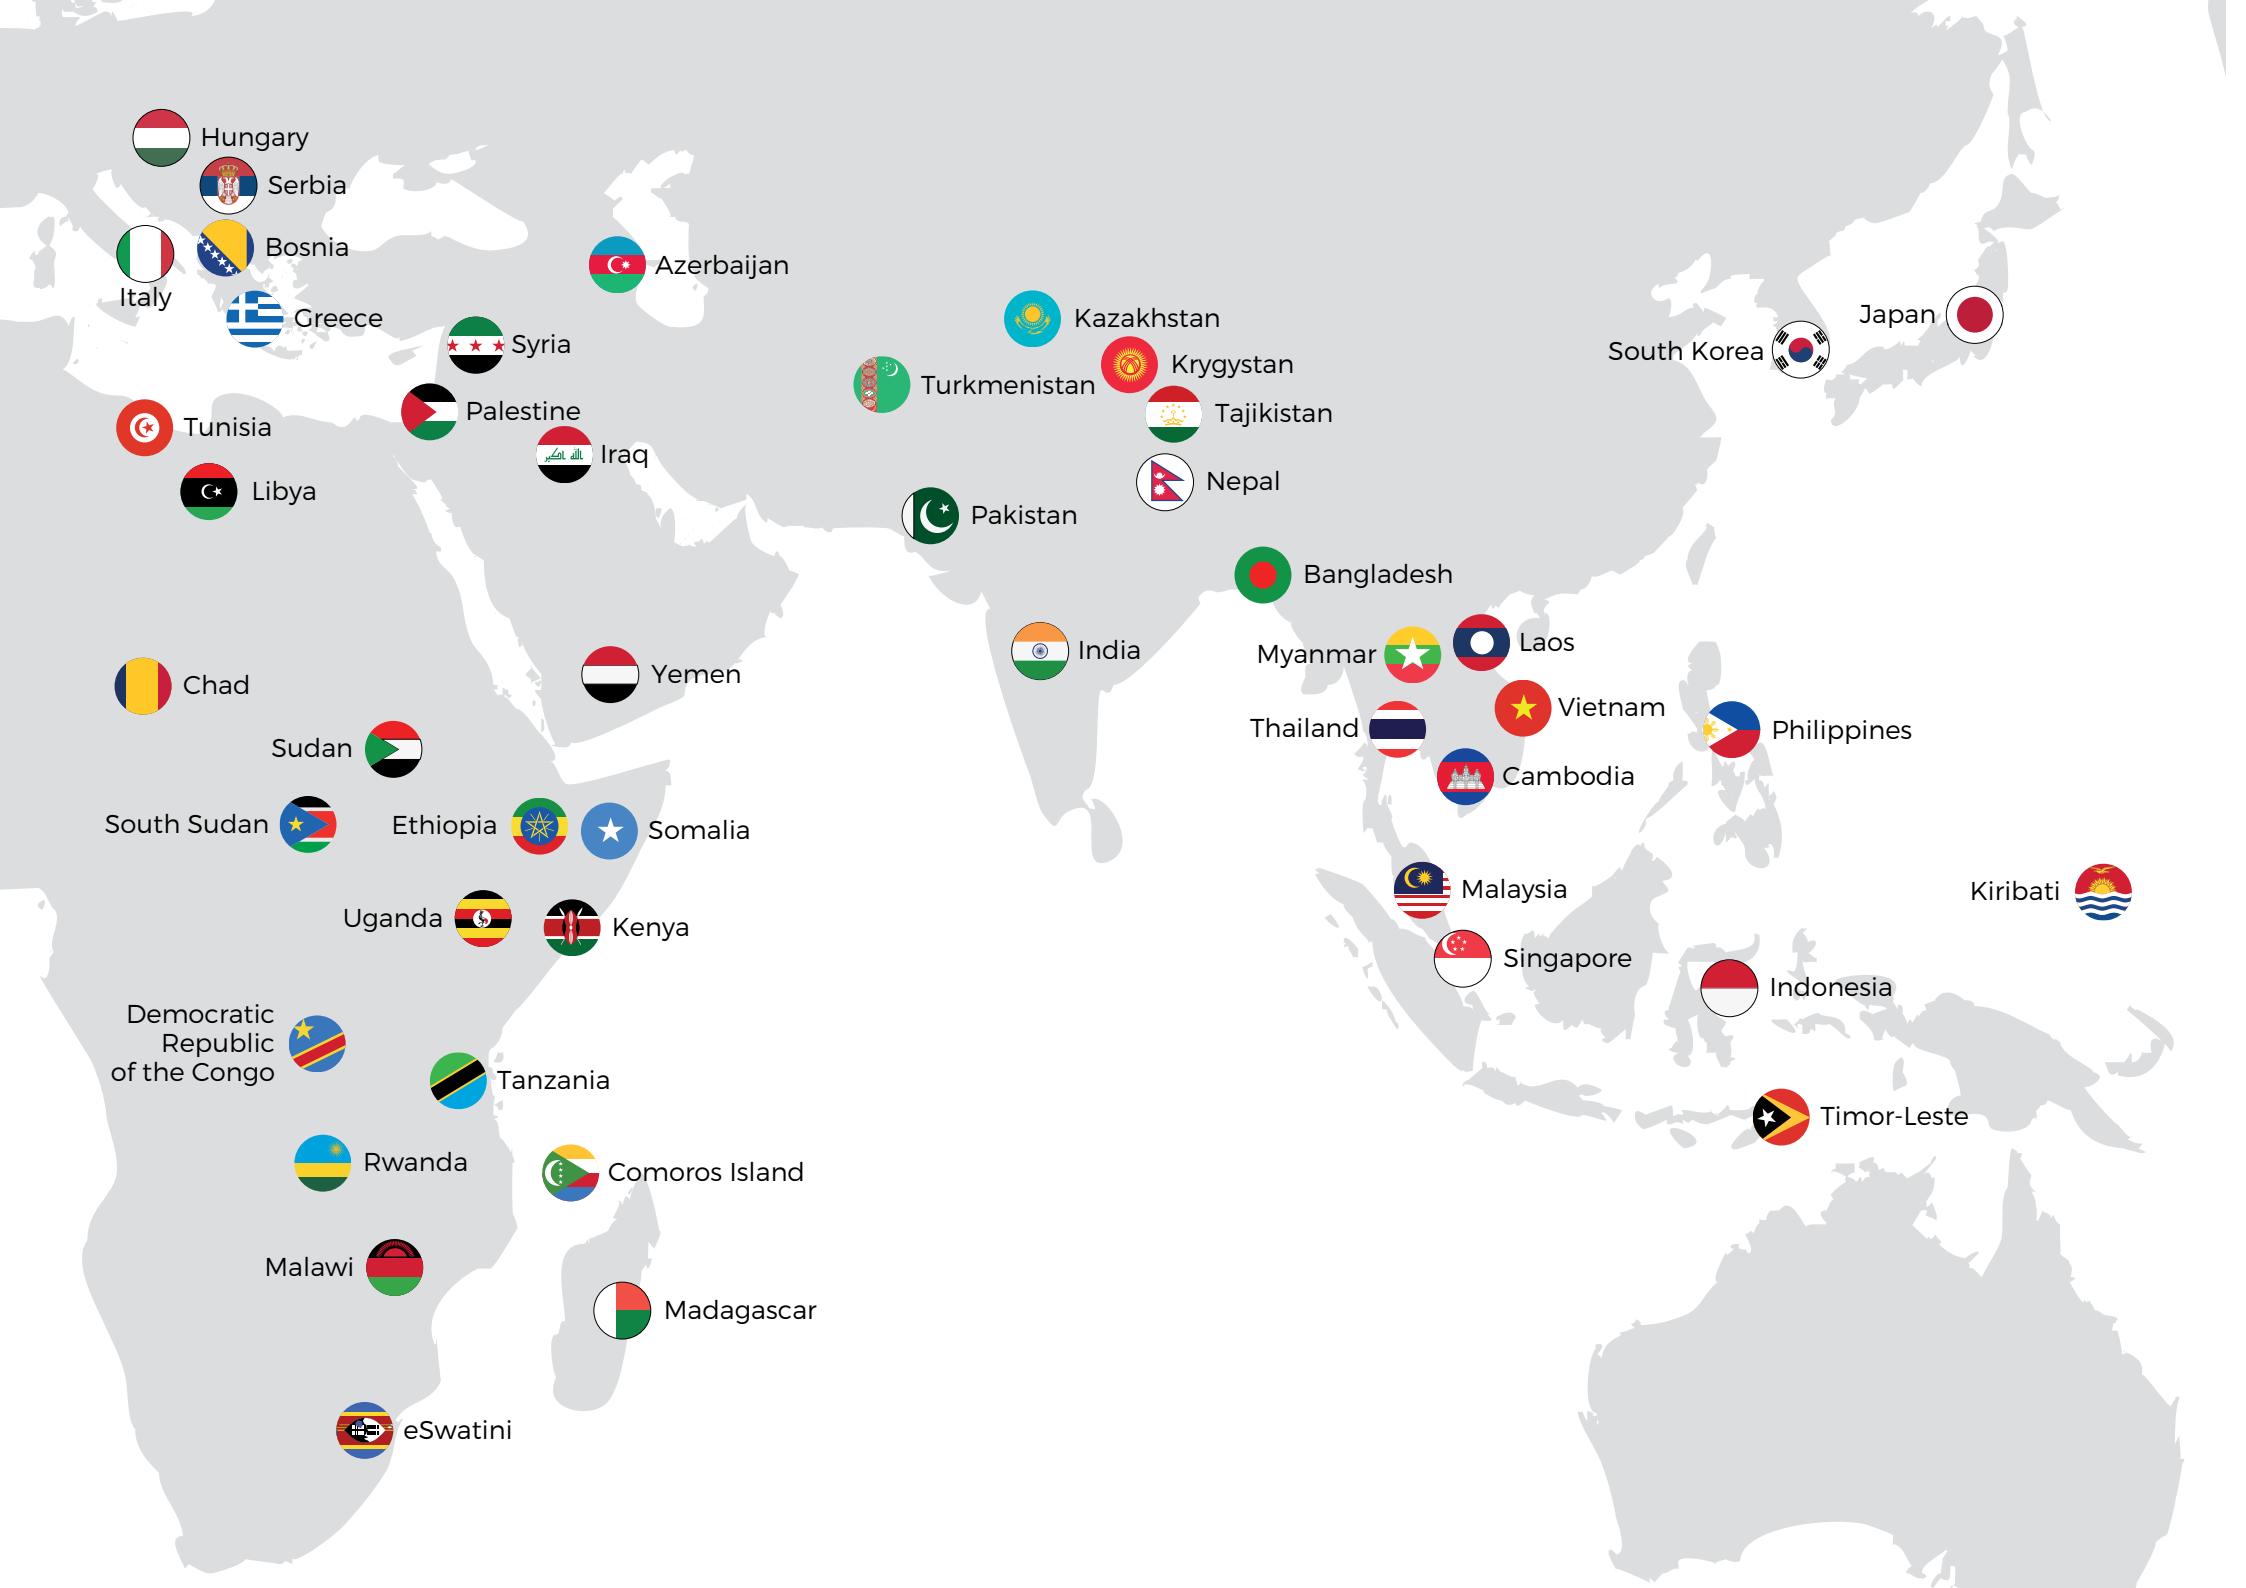 Hungary
Serbia
Bosnia
Italy
Greece
Azerbaijan
Syria
Palestine
Iraq
Tunisia
Libya
Kazakhstan
Krygystan
Turkmenistan
Tajikistan
Nepal
Pakistan
Japan
South Korea
Bangladesh
India
Myanmar
Laos
Vietnam
Thailand
Cambodia
Philippines
Chad
Yemen
Sudan
South Sudan
Ethiopia
Somalia
Uganda
Kenya
Malaysia
Singapore
Kiribati
Indonesia
Democratic
Republic
of the Congo
Tanzania
Timor-Leste
Rwanda
Comoros Island
Malawi
Madagascar
eSwatini